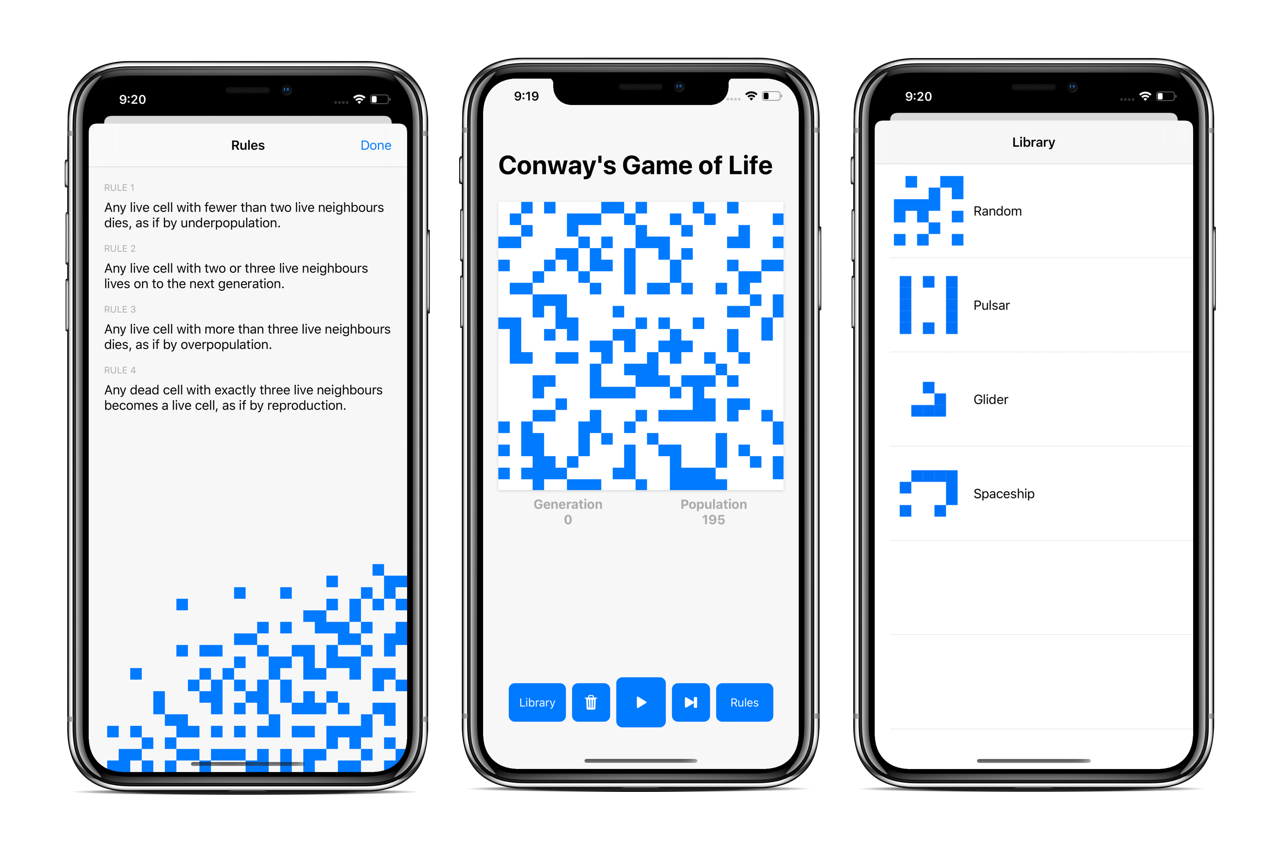 9:20
Rules
Done
RULE 1
Any live cell with fewer than two live neighbours
dies, as if by underpopulation.
RULE 2
Any live cell with two or three live neighbours
lives on to the next generation.
RULE 3
Any live cell with more than three live neighbours
dies, as if by overpopulation.
RULE 4
Any dead cell with exactly three live neighbours
becomes a live cell, as if by reproduction.
9:19
Conway's Game of Life
Generation
0
Population
195
Library
Rules
9:20
Library
Random
Pulsar
Glider
Spaceship